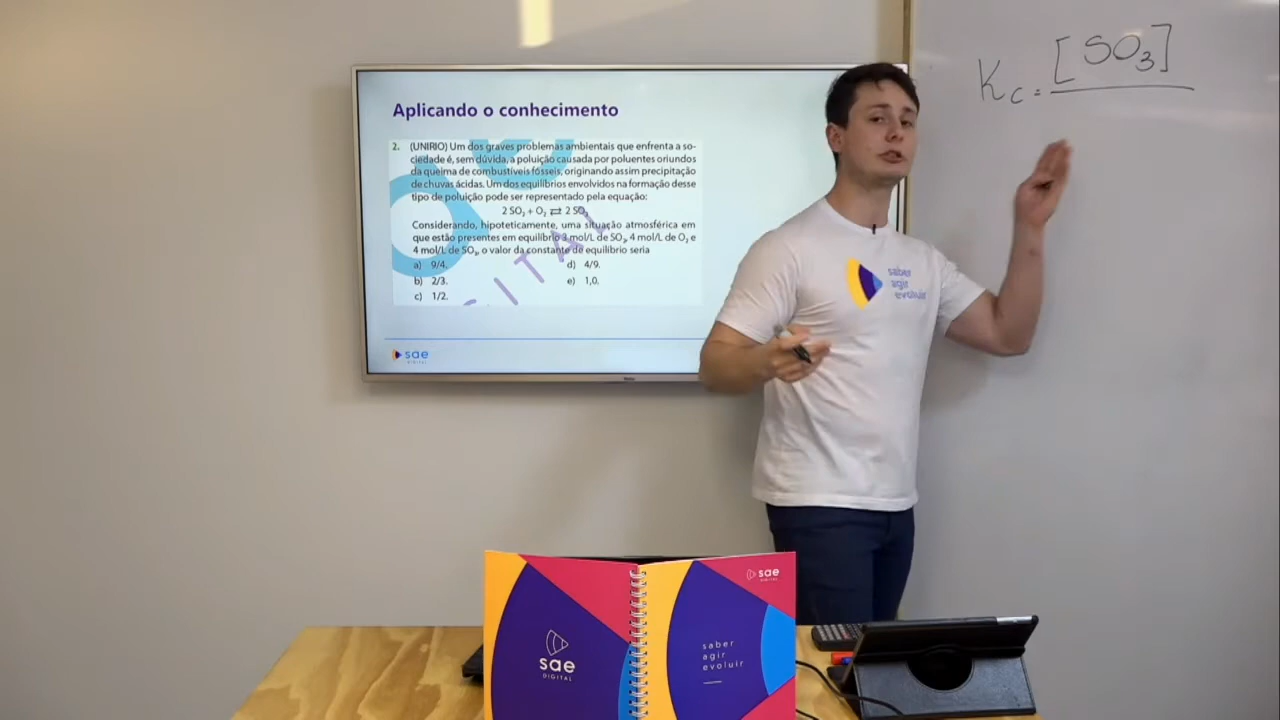 Aplicando o conhecimento
2. (UNIRIO) Um dos graves problemas ambientais que enfrenta a so-
ciedade é, sem dúvida, a poluição causada por poluentes oriundos
da queima de combustíveis fósseis, originando assim precipitação
de chuvas ácidas. Um dos equilíbrios envolvidos na formação desse
tipo de poluição pode ser representado pela equação:
2 SO₂ + O₂ ⇄ 2 SO₃
Considerando, hipoteticamente, uma situação atmosférica em
que estão presentes em equilíbrio 3 mol/L de SO₂, 4 mol/L de O₂ e
4 mol/L de SO₃, o valor da constante de equilíbrio seria
a) 9/4. d) 4/9.
b) 2/3. e) 1,0.
c) 1/2.
ITAL
sae
DIGITAL
Kc = [SO₃]
saber
agir
evoluir
sae
DIGITAL
sae
DIGITAL
saber
agir
evoluir